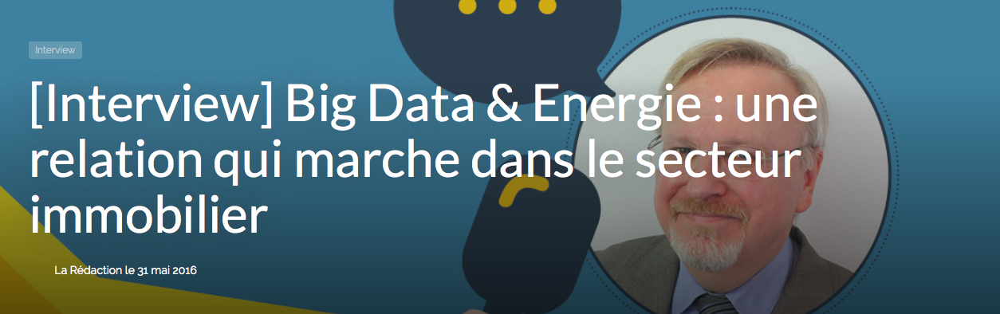 Interview
[Interview] Big Data & Energie : une
relation qui marche dans le secteur
immobilier
La Rédaction le 31 mai 2016